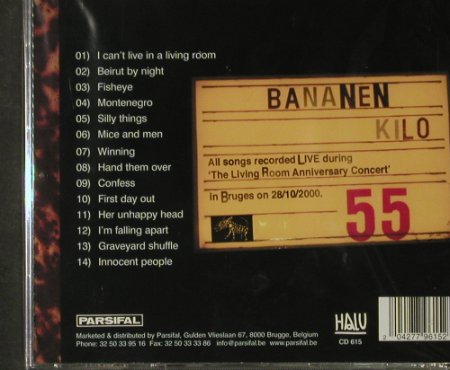 01) I can't live in a living room
02) Beirut by night
03) Fisheye
04) Montenegro
05) Silly things
06) Mice and men
07) Winning
08) Hand them over
09) Confess
10) First day out
11) Her unhappy head
12) I'm falling apart
13) Graveyard shuffle
14) Innocent people
BANANEN
KILO
All songs recorded LIVE during
'The Living Room Anniversary Concert'
in Bruges on 28/10/2000.
55
PARSIFAL
Marketed & distributed by Parsifal, Gulden Vlieslaan 67, 8000 Brugge, Belgium
Phone: 32 50 33 95 16 Fax: 32 50 33 33 86 info@parsifal.be www.parsifal.be
HALU
CD 615
2 04277 96152